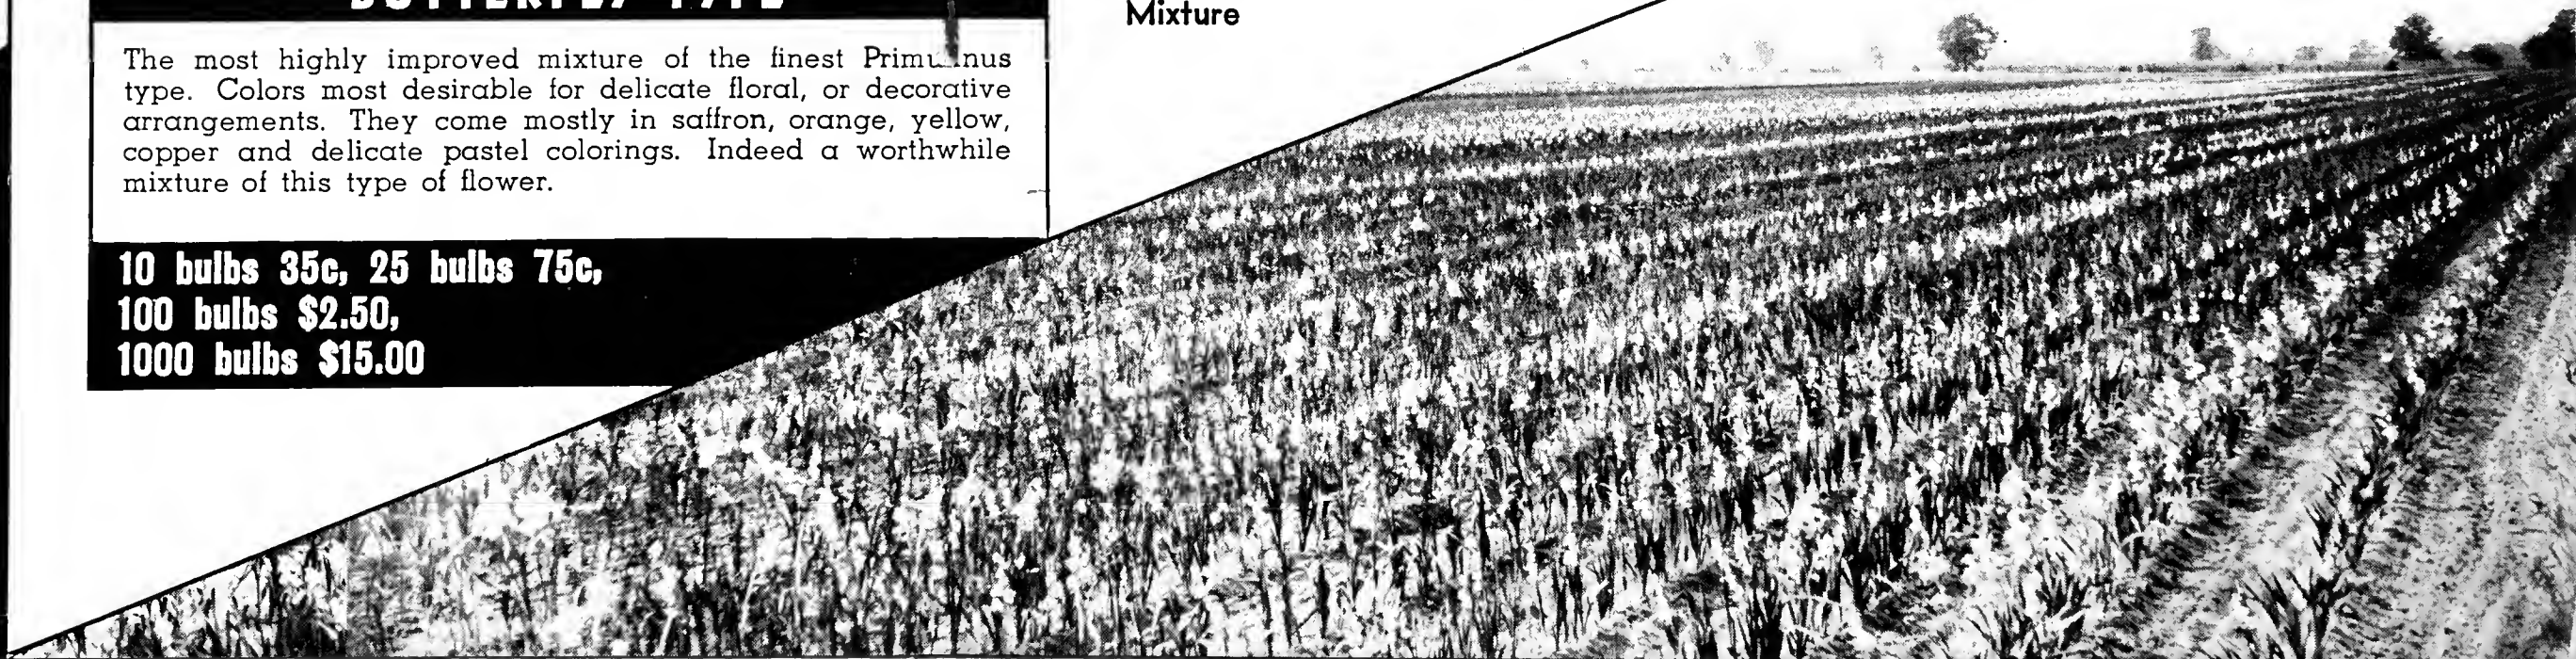 BUTTERFLY TYPE
The most highly improved mixture of the finest
type. Colors most desirable for delicate floral, or decorative
arrangements. They come mostly in saffron, orange, yellow,
copper and delicate pastel colorings. Indeed a worthwhile
mixture of this type of flower.
10 bulbs 35c, 25 bulbs 75c,
100 bulbs $2.50,
1000 bulbs $15.00
Mixture